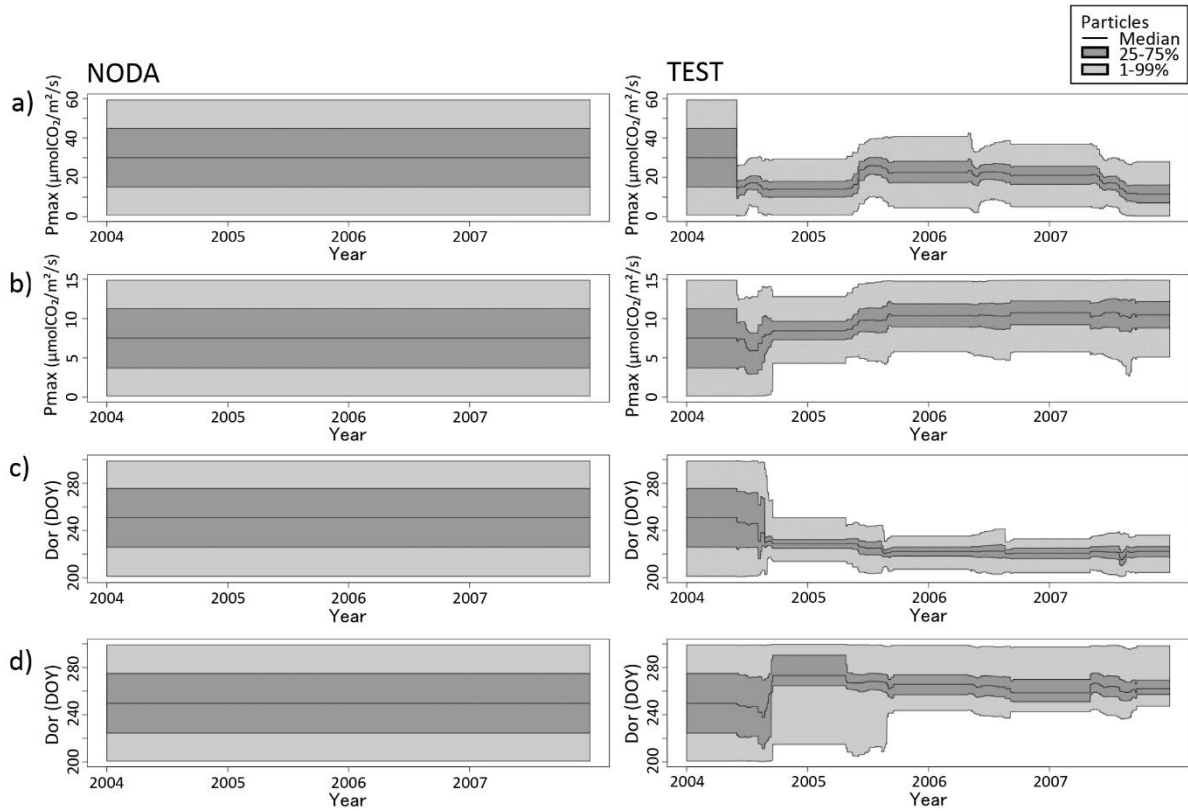 Particles
Median
25-75%
1-99%
NODA
TEST
a)
Pmax (µmolCO₂/m²/s)
0 20 40 60
2004 2005 2006 2007
Year
0 20 40 60
2004 2005 2006 2007
Year
b)
Pmax (µmolCO₂/m²/s)
0 5 10 15
2004 2005 2006 2007
Year
Pmax (µmolCO₂/m²/s)
0 5 10 15
2004 2005 2006 2007
Year
c)
Dor (DOY)
200 240 280
2004 2005 2006 2007
Year
Dor (DOY)
200 240 280
2004 2005 2006 2007
Year
d)
Dor (DOY)
200 240 280
2004 2005 2006 2007
Year
Dor (DOY)
200 240 280
2004 2005 2006 2007
Year